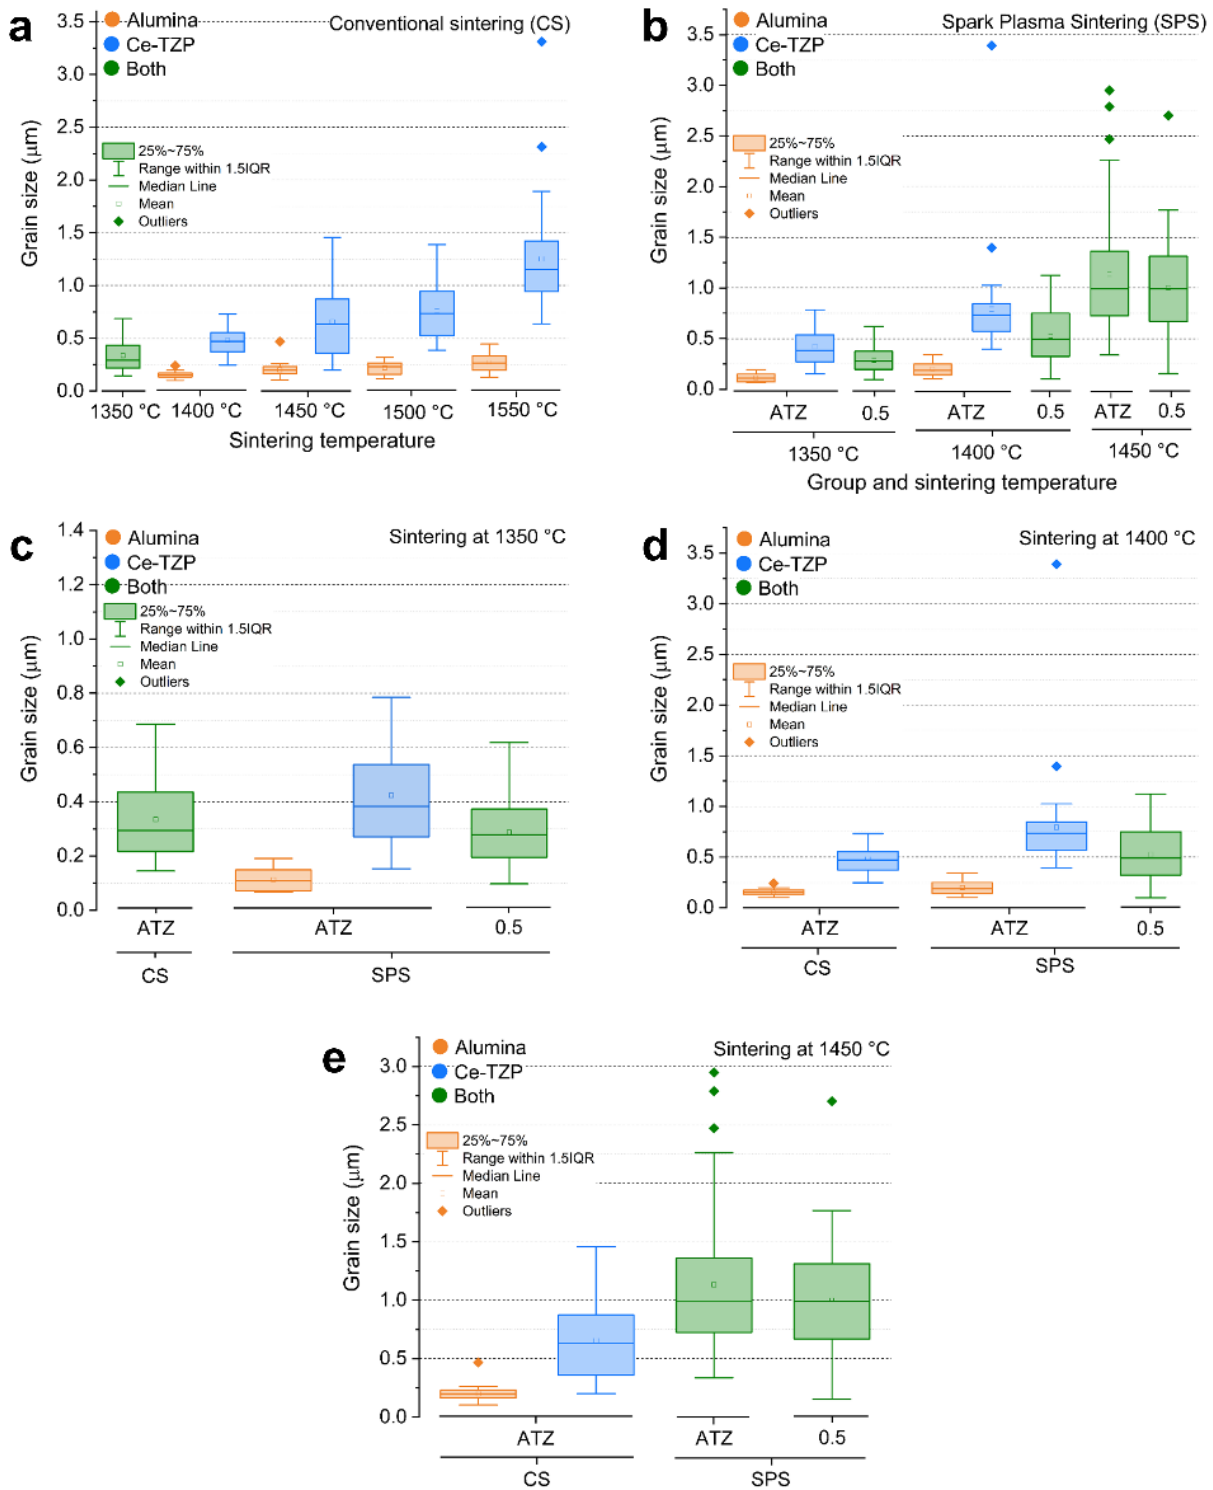 a
Alumina
Ce-TZP
Both
Conventional sintering (CS)
25%~75%
Range within 1.5IQR
Median Line
Mean
Outliers
Grain size (μm)
3.5
3.0
2.5
2.0
1.5
1.0
0.5
0.0
1350 °C
1400 °C
1450 °C
1500 °C
1550 °C
Sintering temperature
b
Alumina
Ce-TZP
Both
Spark Plasma Sintering (SPS)
25%~75%
Range within 1.5IQR
Median Line
Mean
Outliers
Grain size (μm)
3.5
3.0
2.5
2.0
1.5
1.0
0.5
0.0
ATZ 0.5 ATZ 0.5 ATZ 0.5
1350 °C 1400 °C 1450 °C
Group and sintering temperature
c
Alumina
Ce-TZP
Both
Sintering at 1350 °C
25%~75%
Range within 1.5IQR
Median Line
Mean
Outliers
Grain size (μm)
1.4
1.2
1.0
0.8
0.6
0.4
0.2
0.0
ATZ ATZ 0.5
CS SPS
d
Alumina
Ce-TZP
Both
Sintering at 1400 °C
25%~75%
Range within 1.5IQR
Median Line
Mean
Outliers
Grain size (μm)
3.5
3.0
2.5
2.0
1.5
1.0
0.5
0.0
ATZ ATZ 0.5
CS SPS
e
Alumina
Ce-TZP
Both
Sintering at 1450 °C
25%~75%
Range within 1.5IQR
Median Line
Mean
Outliers
Grain size (μm)
3.0
2.5
2.0
1.5
1.0
0.5
0.0
ATZ ATZ 0.5
CS SPS